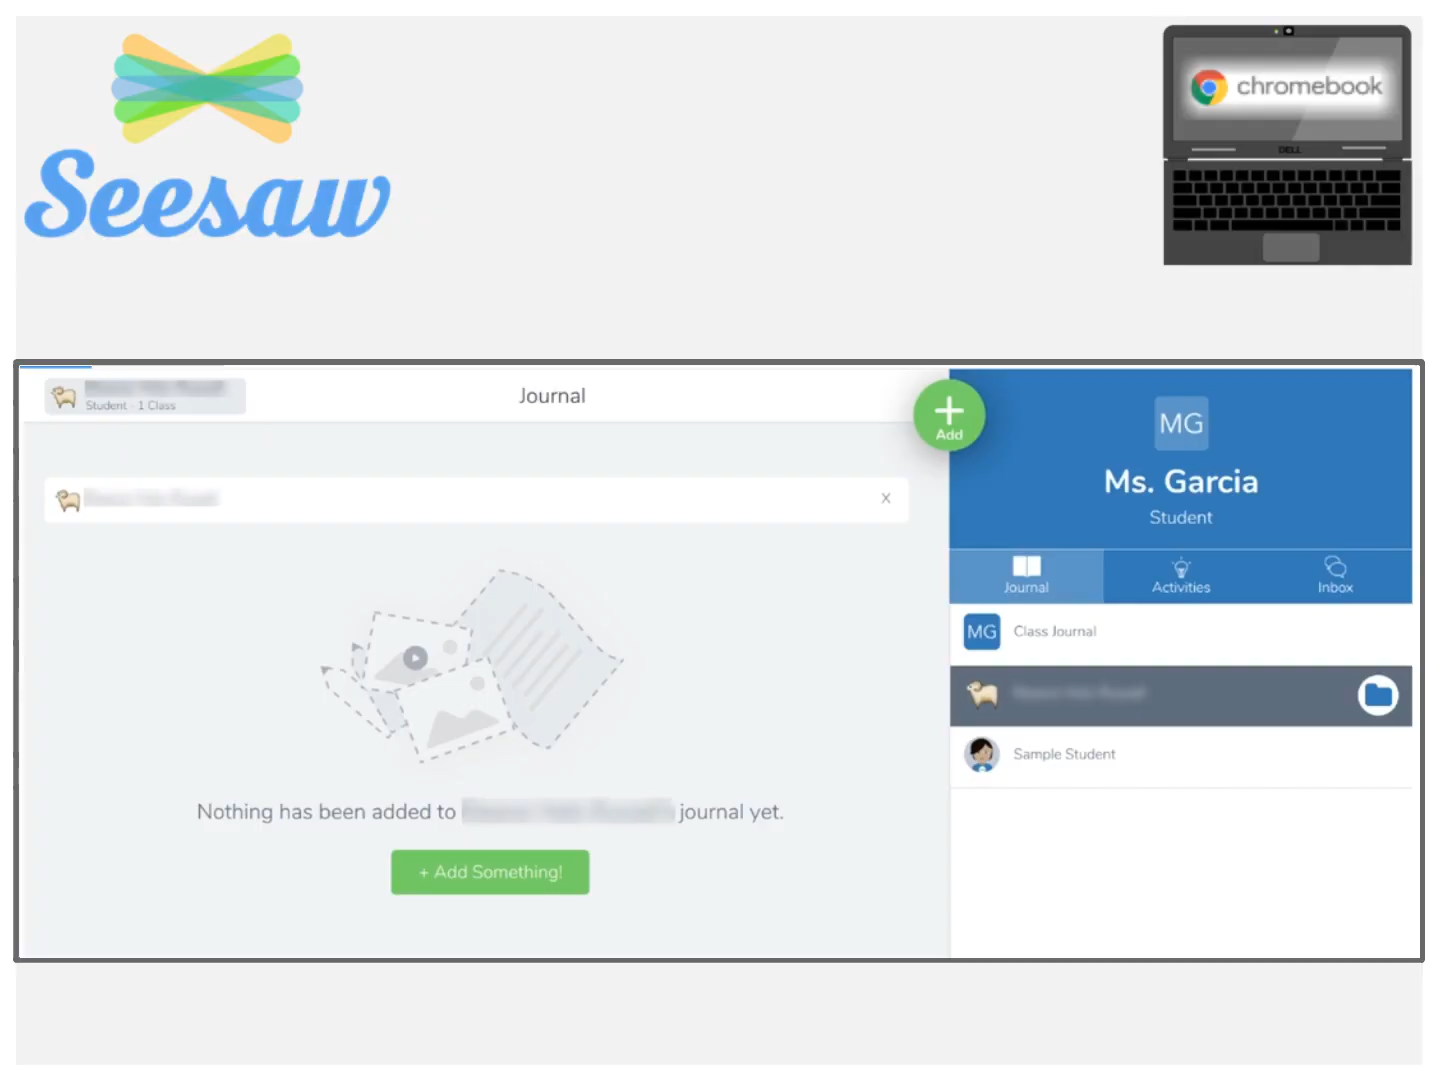 Seesaw
chromebook
DELL
Student - 1 Class
Journal
Add
MG
Ms. Garcia
Student
Journal
Activities
Inbox
X
MG
Class Journal
Sample Student
Nothing has been added to journal yet.
+ Add Something!